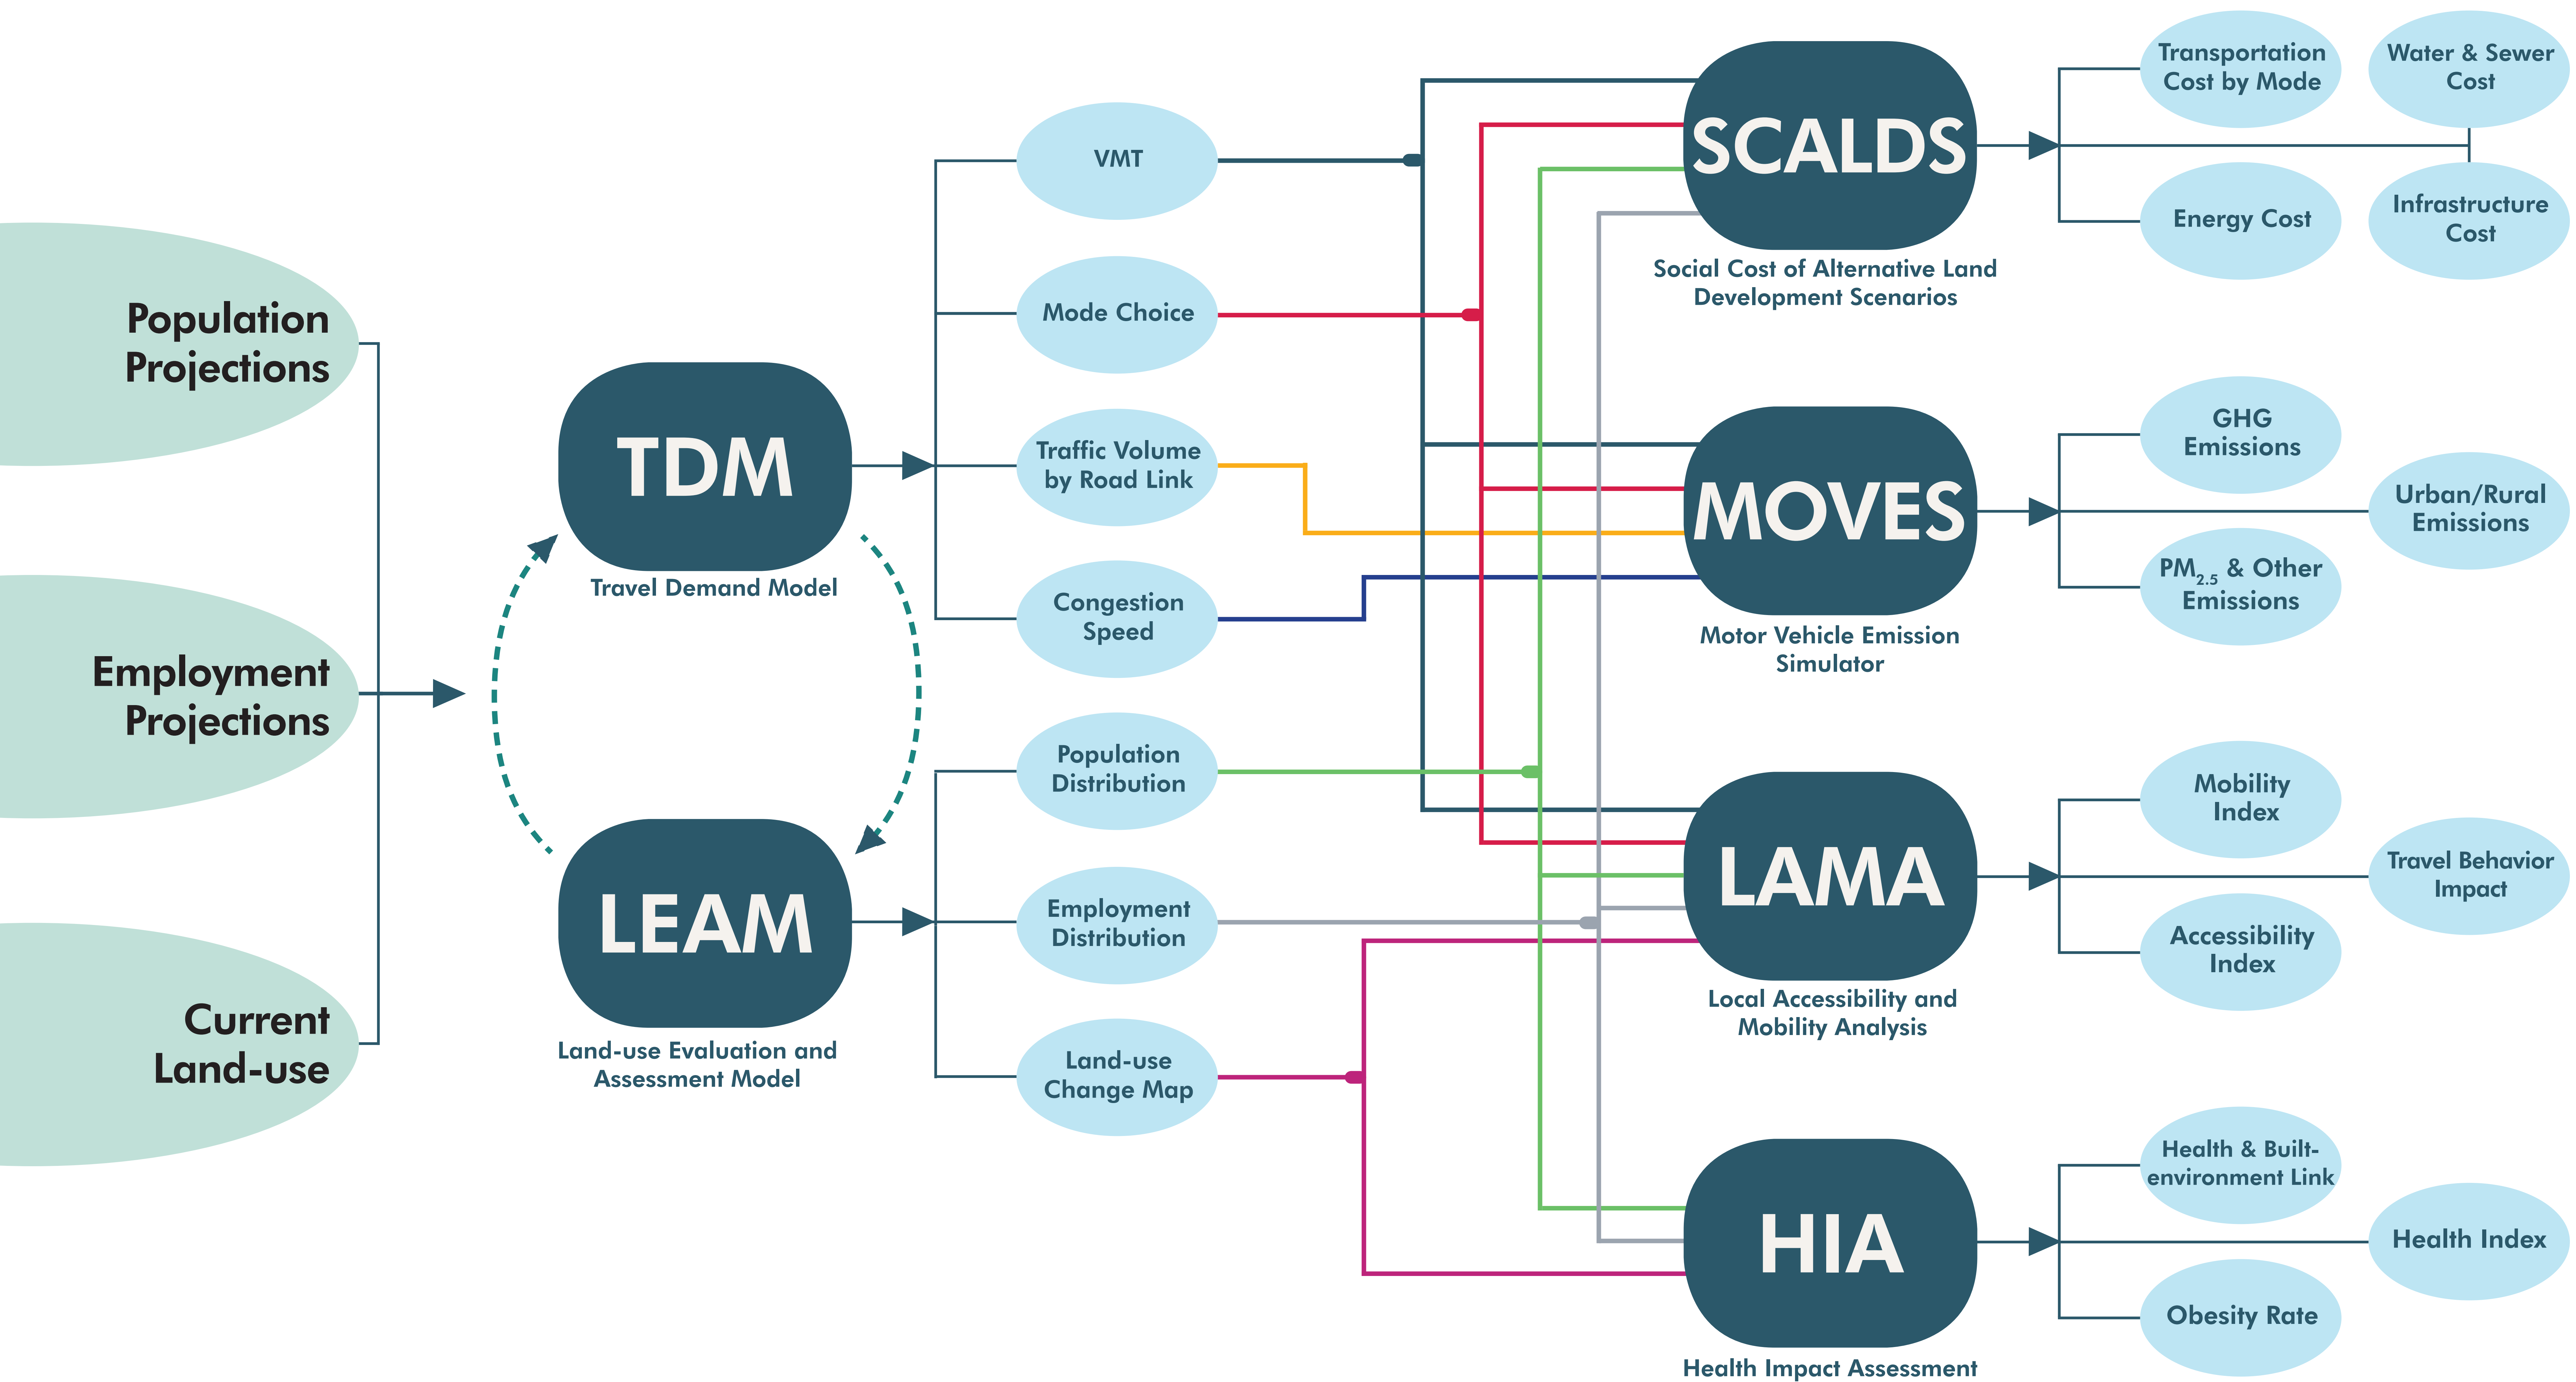 Population
Projections
Employment
Projections
Current
Land-use
TDM
Travel Demand Model
LEAM
Land-use Evaluation and
Assessment Model
VMT
Mode Choice
Traffic Volume
by Road Link
Congestion
Speed
Population
Distribution
Employment
Distribution
Land-use
Change Map
SCALDS
Social Cost of Alternative Land
Development Scenarios
MOVES
Motor Vehicle Emission
Simulator
LAMA
Local Accessibility and
Mobility Analysis
HIA
Health Impact Assessment
Transportation
Cost by Mode
Water & Sewer
Cost
Energy Cost
Infrastructure
Cost
GHG
Emissions
Urban/Rural
Emissions
PM2.5 & Other
Emissions
Mobility
Index
Travel Behavior
Impact
Accessibility
Index
Health & Built-
environment Link
Health Index
Obesity Rate